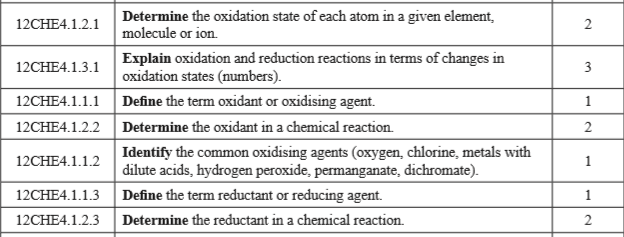 12CHE4.1.2.1 Determine the oxidation state of each atom in a given element, 2
molecule or ion.
12CHE4.1.3.1 Explain oxidation and reduction reactions in terms of changes in 3
oxidation states (numbers).
12CHE4.1.1.1 Define the term oxidant or oxidising agent. 1
12CHE4.1.2.2 Determine the oxidant in a chemical reaction. 2
12CHE4.1.1.2 Identify the common oxidising agents (oxygen, chlorine, metals with 1
dilute acids, hydrogen peroxide, permanganate, dichromate).
12CHE4.1.1.3 Define the term reductant or reducing agent. 1
12CHE4.1.2.3 Determine the reductant in a chemical reaction. 2